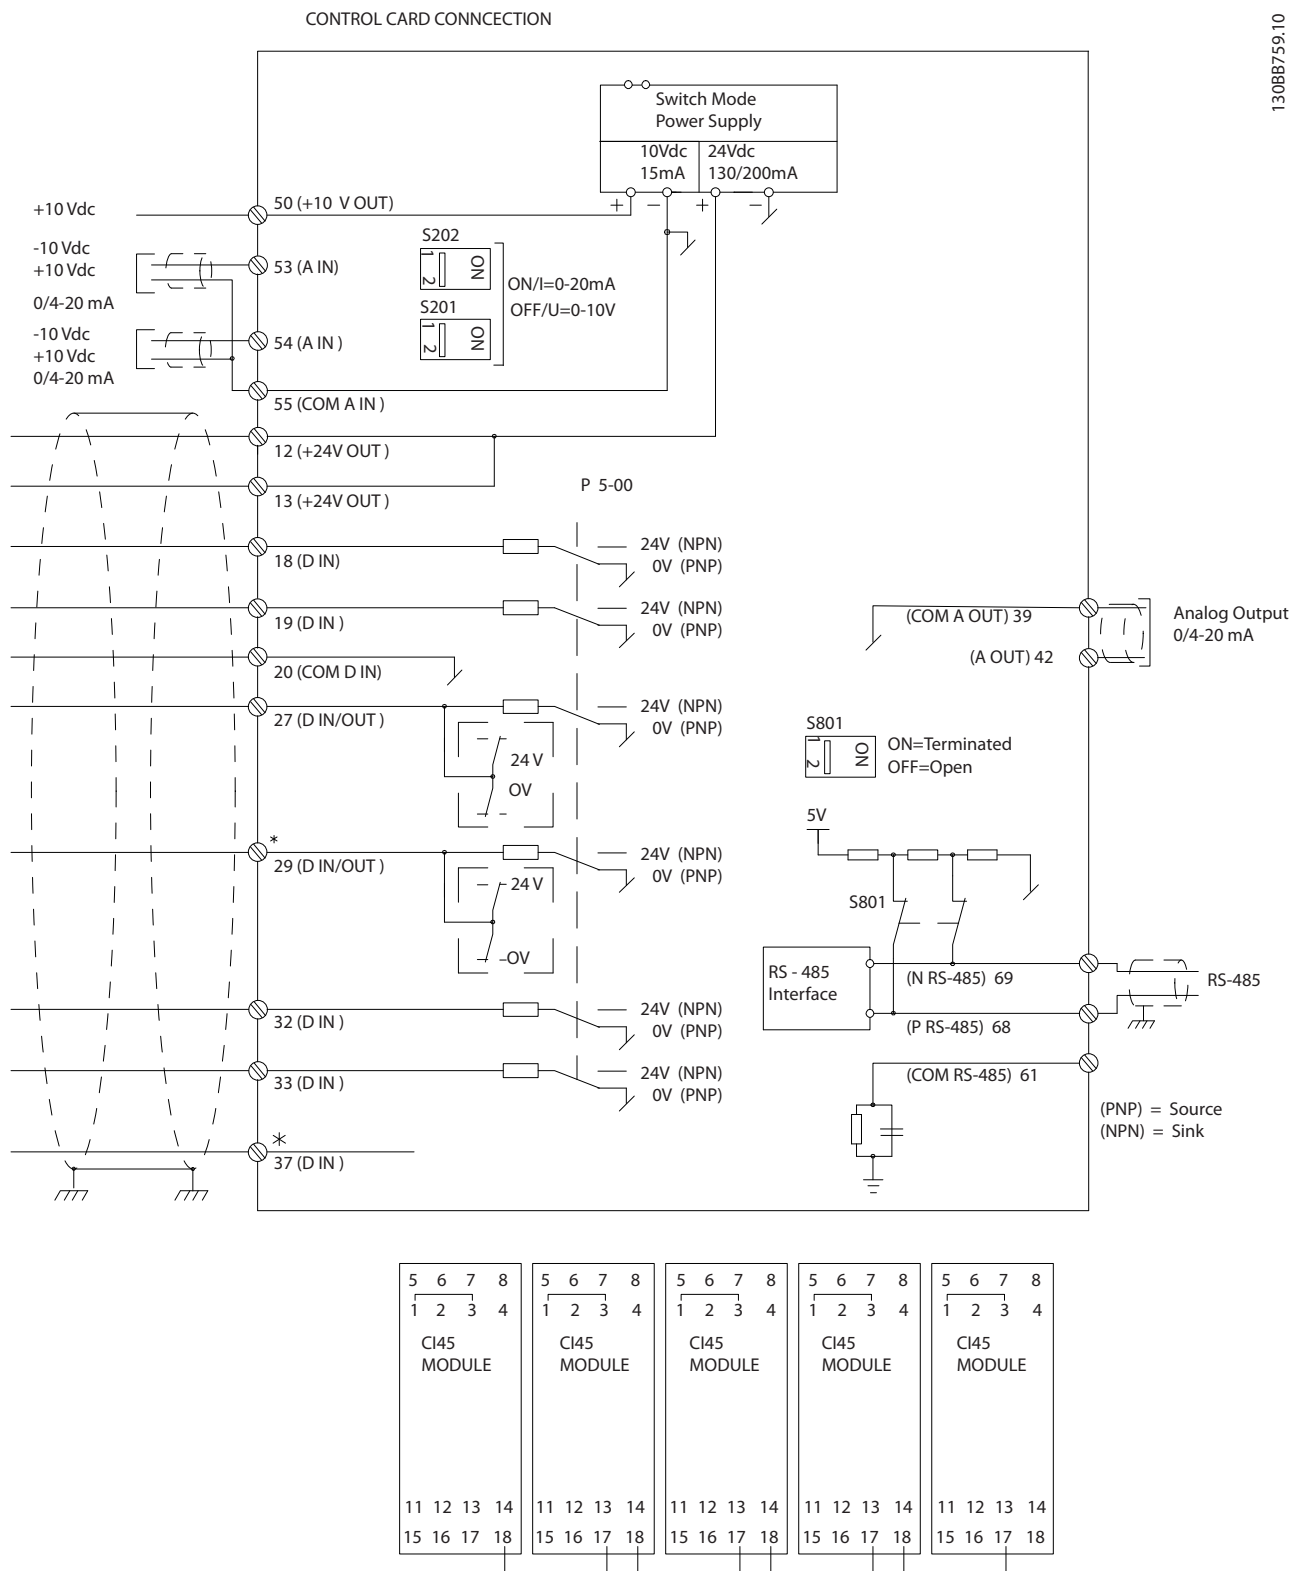 CONTROL CARD CONNCECTION
130BB759.10
Switch Mode
Power Supply
10Vdc
15mA
24Vdc
130/200mA
+ − + −
+10 Vdc
50 (+10 V OUT)
-10 Vdc
+10 Vdc
0/4-20 mA
53 (A IN)
S202
1
2
ON
ON/I=0-20mA
OFF/U=0-10V
S201
1
2
ON
-10 Vdc
+10 Vdc
0/4-20 mA
54 (A IN )
55 (COM A IN )
12 (+24V OUT )
13 (+24V OUT )
P 5-00
18 (D IN)
24V (NPN)
0V (PNP)
19 (D IN )
24V (NPN)
0V (PNP)
(COM A OUT) 39
Analog Output
0/4-20 mA
20 (COM D IN)
(A OUT) 42
27 (D IN/OUT )
24V (NPN)
0V (PNP)
24 V
OV
S801
1
2
ON
ON=Terminated
OFF=Open
5V
*
29 (D IN/OUT )
24V (NPN)
0V (PNP)
24 V
OV
S801
RS - 485
Interface
(N RS-485) 69
RS-485
(P RS-485) 68
32 (D IN )
24V (NPN)
0V (PNP)
33 (D IN )
24V (NPN)
0V (PNP)
(COM RS-485) 61
(PNP) = Source
(NPN) = Sink
*
37 (D IN )
5 6 7 8
1 2 3 4
CI45
MODULE
11 12 13 14
15 16 17 18
5 6 7 8
1 2 3 4
CI45
MODULE
11 12 13 14
15 16 17 18
5 6 7 8
1 2 3 4
CI45
MODULE
11 12 13 14
15 16 17 18
5 6 7 8
1 2 3 4
CI45
MODULE
11 12 13 14
15 16 17 18
5 6 7 8
1 2 3 4
CI45
MODULE
11 12 13 14
15 16 17 18